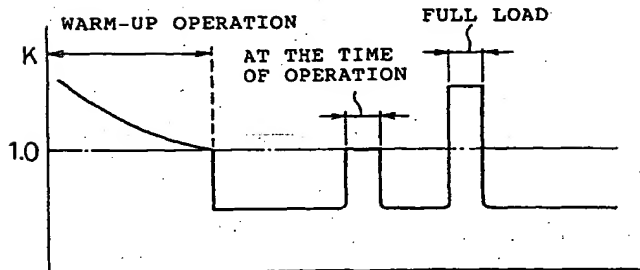 WARM-UP OPERATION
FULL LOAD
K
AT THE TIME
OF OPERATION
1.0